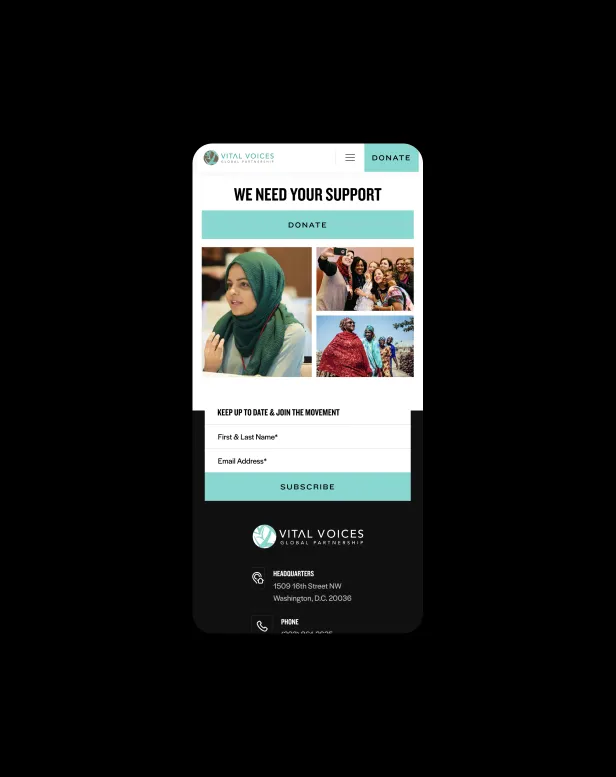 VITAL VOICES
GLOBAL PARTNERSHIP
DONATE
WE NEED YOUR SUPPORT
DONATE
KEEP UP TO DATE & JOIN THE MOVEMENT
First & Last Name*
Email Address*
SUBSCRIBE
VITAL VOICES
GLOBAL PARTNERSHIP
HEADQUARTERS
1509 16th Street NW
Washington, D.C. 20036
PHONE